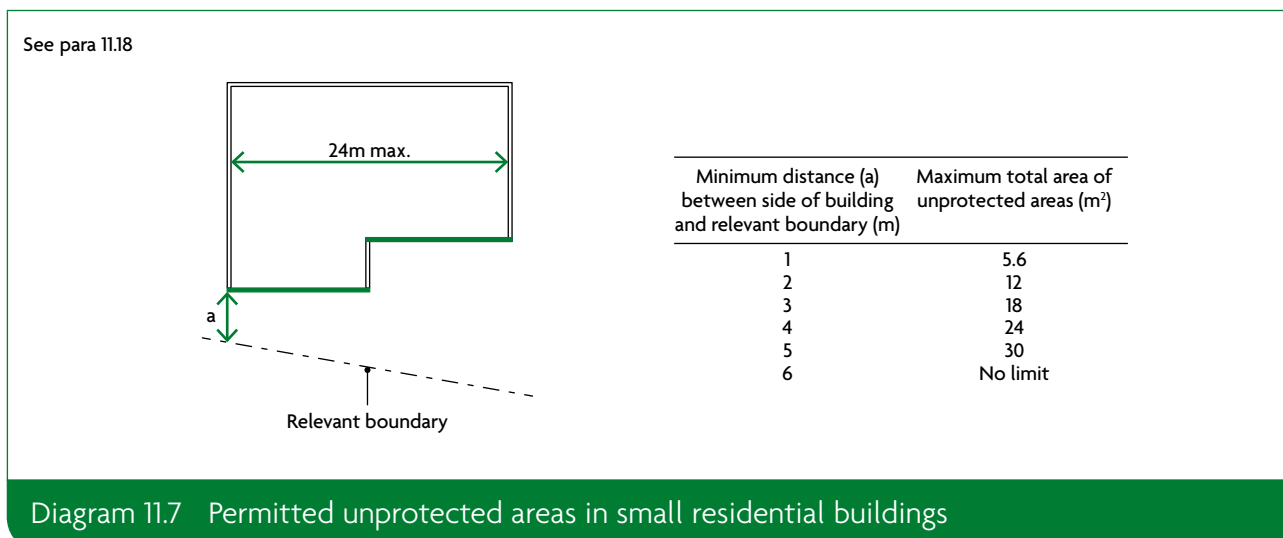 See para 11.18
24m max.
a
Relevant boundary
Minimum distance (a)
between side of building
and relevant boundary (m)
Maximum total area of
unprotected areas (m²)
1 5.6
2 12
3 18
4 24
5 30
6 No limit
Diagram 11.7 Permitted unprotected areas in small residential buildings